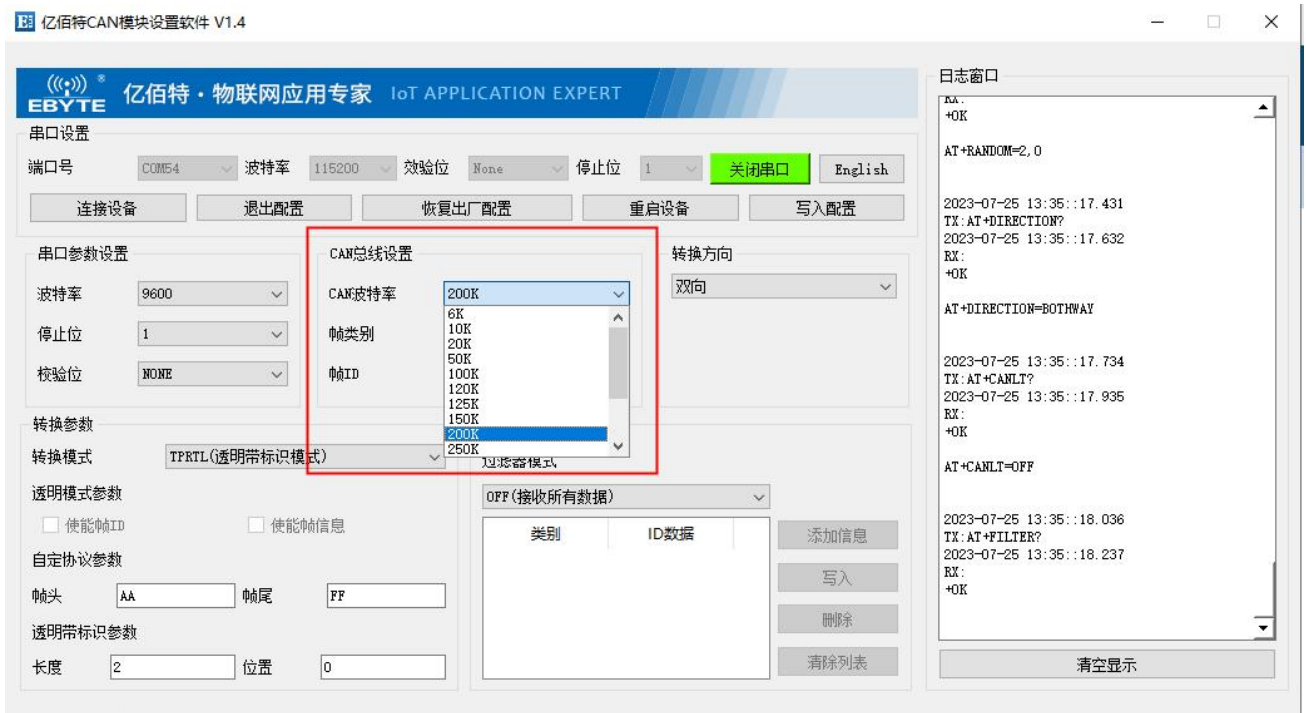 亿佰特CAN模块设置软件 V1.4
EBYTE ® 亿佰特·物联网应用专家 IoT APPLICATION EXPERT
串口设置
端口号 COM54 波特率 115200 效验位 None 停止位 1 关闭串口 English
连接设备 退出配置 恢复出厂配置 重启设备 写入配置
串口参数设置
波特率 9600
停止位 1
校验位 NONE
CAN总线设置
CAN波特率 200K
帧类别
帧ID
6K
10K
20K
50K
100K
120K
125K
150K
200K
250K
转换方向
双向
转换参数
转换模式 TPRTL(透明带标识模式)
透明模式参数
使能帧ID 使能帧信息
自定协议参数
帧头 AA 帧尾 FF
透明带标识参数
长度 2 位置 0
过滤器模式
OFF(接收所有数据)
类别 ID数据
添加信息
写入
删除
清除列表
日志窗口
RX:
+OK
AT+RANDOM=2,0
2023-07-25 13:35::17.431
TX:AT+DIRECTION?
2023-07-25 13:35::17.632
RX:
+OK
AT+DIRECTION=BOTHWAY
2023-07-25 13:35::17.734
TX:AT+CANLT?
2023-07-25 13:35::17.935
RX:
+OK
AT+CANLT=OFF
2023-07-25 13:35::18.036
TX:AT+FILTER?
2023-07-25 13:35::18.237
RX:
+OK
清空显示